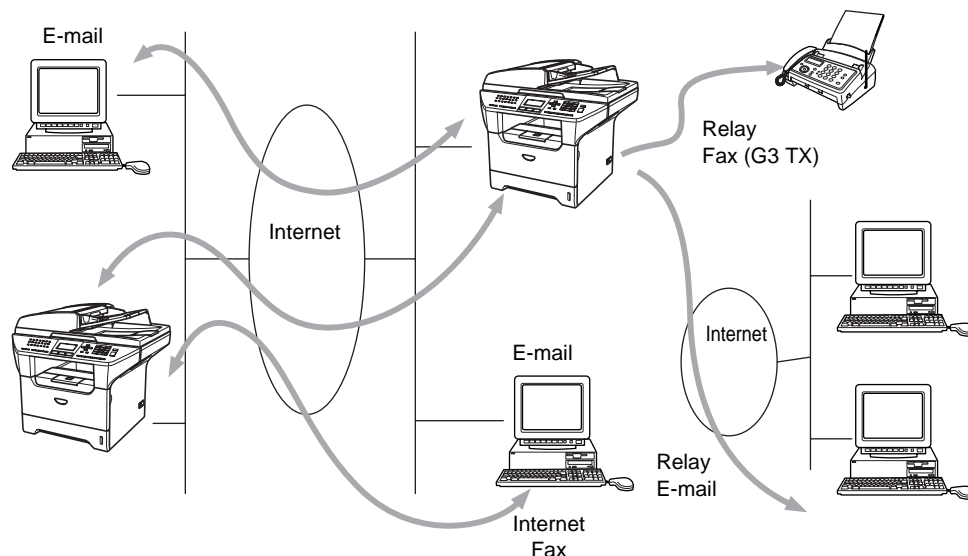 E-mail
Relay
Fax (G3 TX)
Internet
Internet
E-mail
Relay
E-mail
Internet
Fax